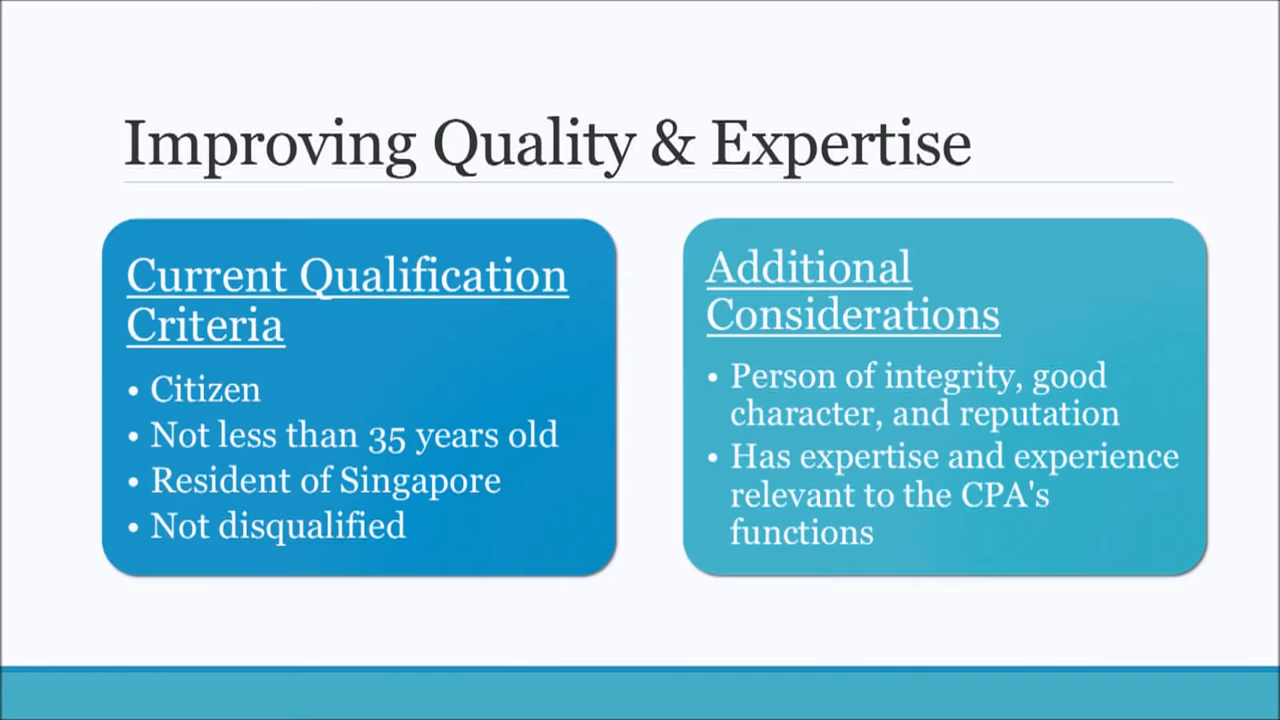 Improving Quality & Expertise
Current Qualification
Criteria
• Citizen
• Not less than 35 years old
• Resident of Singapore
• Not disqualified
Additional
Considerations
• Person of integrity, good
character, and reputation
• Has expertise and experience
relevant to the CPA's
functions